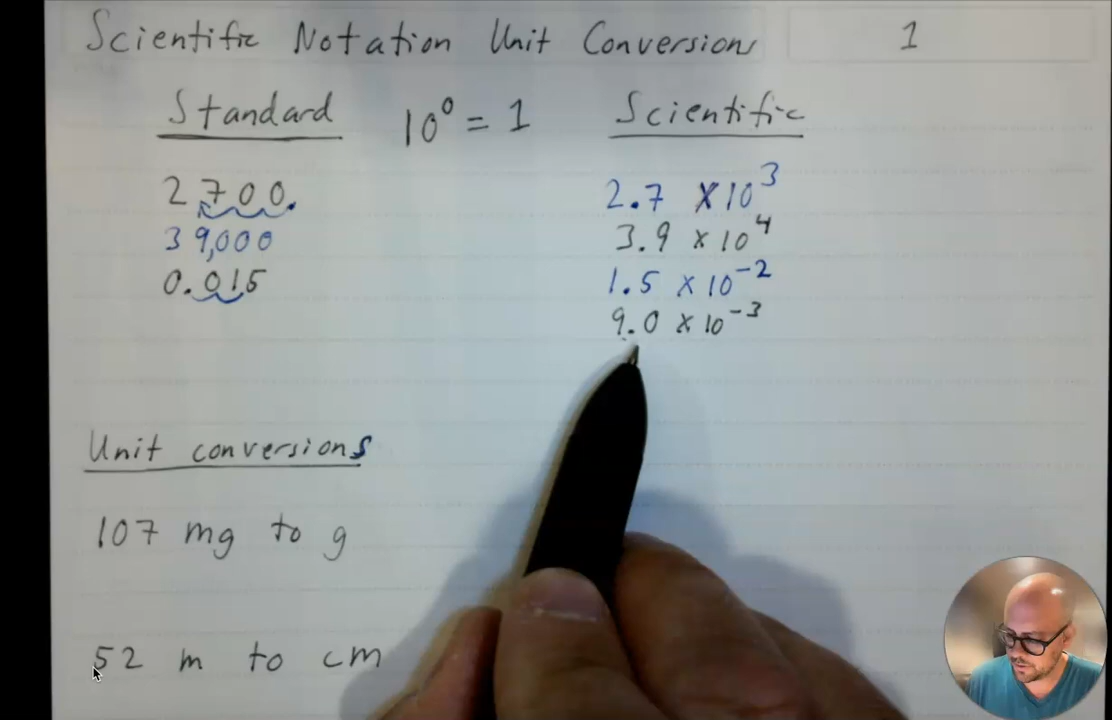 Scientific Notation Unit Conversions 1
Standard 10⁰ = 1 Scientific
2700. 2.7 X 10³
39,000 3.9 x 10⁴
0.015 1.5 x 10⁻²
9.0 x 10⁻³
Unit conversions
107 mg to g
52 m to cm